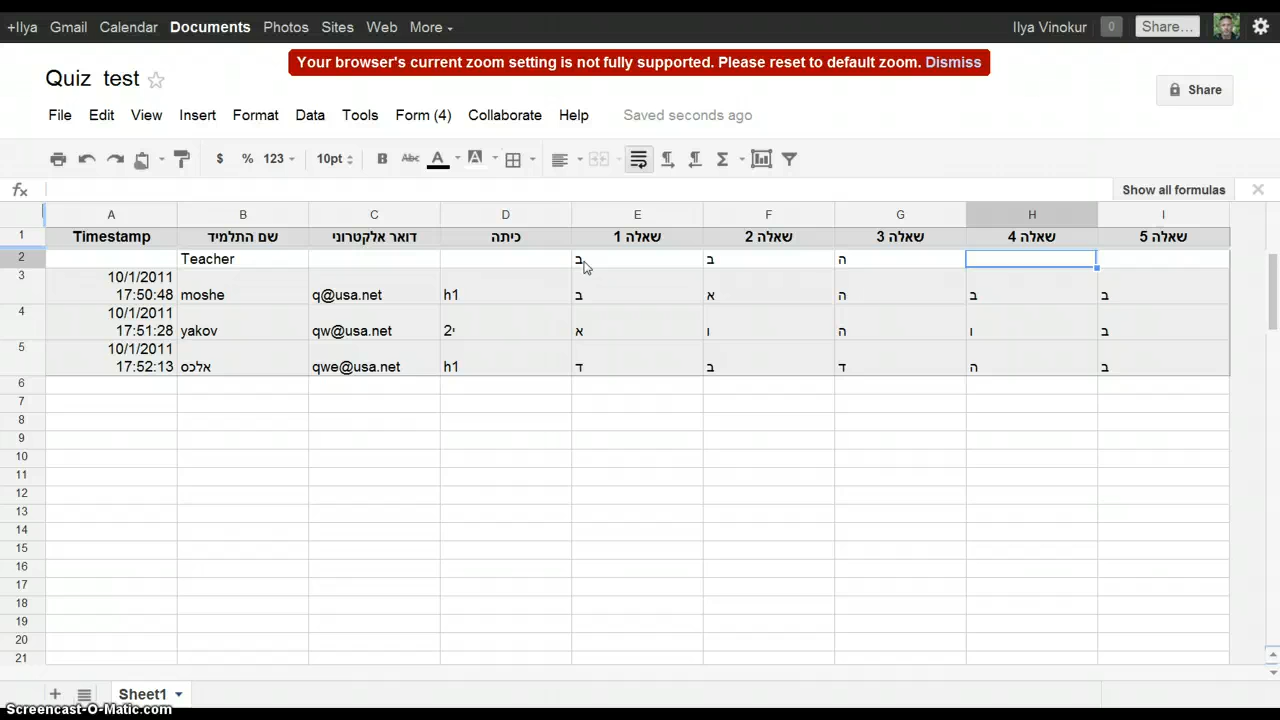 +Ilya Gmail Calendar Documents Photos Sites Web More Ilya Vinokur 0 Share...
Your browser's current zoom setting is not fully supported. Please reset to default zoom. Dismiss
Quiz test
Share
File Edit View Insert Format Data Tools Form (4) Collaborate Help Saved seconds ago
$ % 123 10pt B Abc A A Σ
fx Show all formulas
A B C D E F G H I
1 Timestamp שם התלמיד דואר אלקטרוני כיתה שאלה 1 שאלה 2 שאלה 3 שאלה 4 שאלה 5
2 Teacher ב ב ה
3 10/1/2011
17:50:48 moshe q@usa.net h1 ב א ה ב ב
4 10/1/2011
17:51:28 yakov qw@usa.net י2 א ו ה ו ב
5 10/1/2011
17:52:13 אלכס qwe@usa.net h1 ד ב ד ה ב
6
7
8
9
10
11
12
13
14
15
16
17
18
19
20
21
Sheet1
Screencast-O-Matic.com